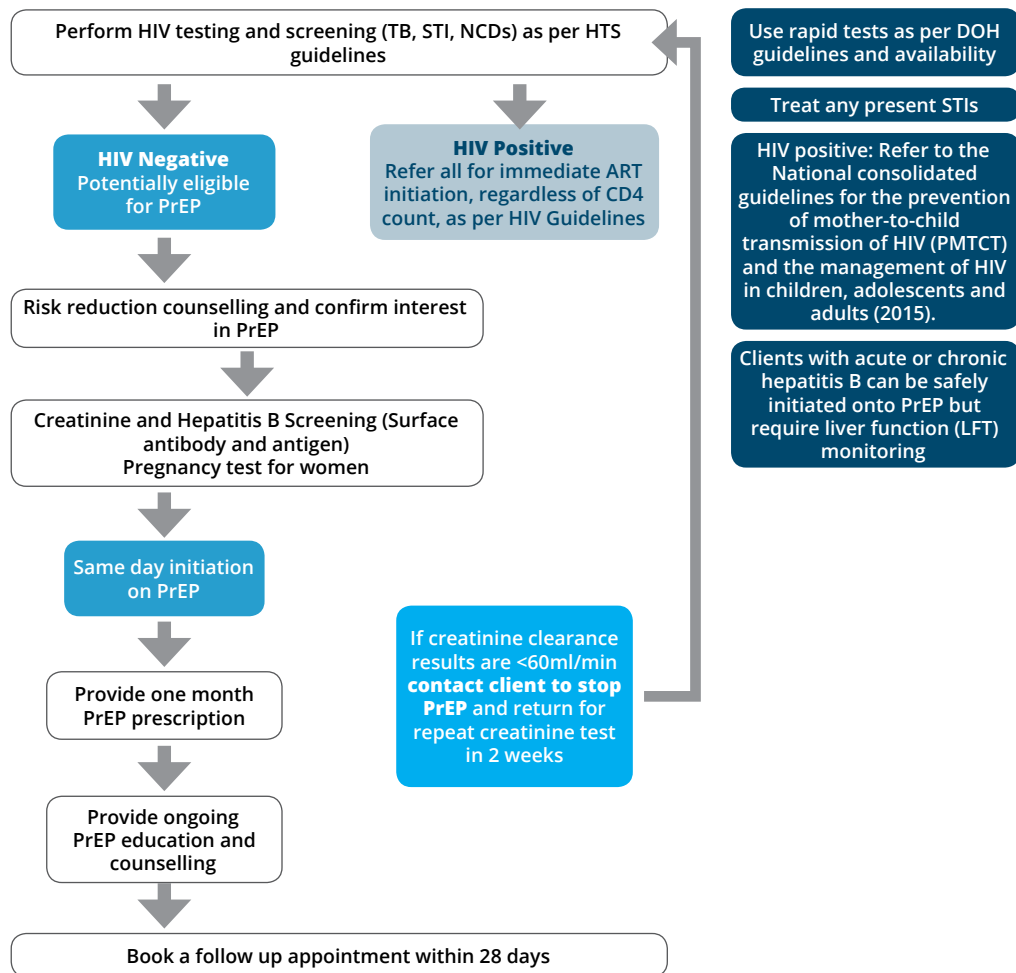 Perform HIV testing and screening (TB, STI, NCDs) as per HTS
guidelines
HIV Negative
Potentially eligible
for PrEP
HIV Positive
Refer all for immediate ART
initiation, regardless of CD4
count, as per HIV Guidelines
Risk reduction counselling and confirm interest
in PrEP
Creatinine and Hepatitis B Screening (Surface
antibody and antigen)
Pregnancy test for women
Same day initiation
on PrEP
Provide one month
PrEP prescription
Provide ongoing
PrEP education and
counselling
Book a follow up appointment within 28 days
If creatinine clearance
results are <60ml/min
contact client to stop
PrEP and return for
repeat creatinine test
in 2 weeks
Use rapid tests as per DOH
guidelines and availability
Treat any present STIs
HIV positive: Refer to the
National consolidated
guidelines for the prevention
of mother-to-child
transmission of HIV (PMTCT)
and the management of HIV
in children, adolescents and
adults (2015).
Clients with acute or chronic
hepatitis B can be safely
initiated onto PrEP but
require liver function (LFT)
monitoring